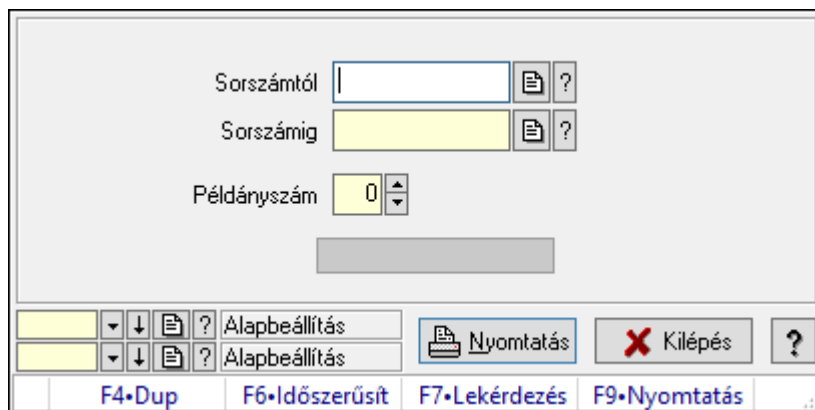 Sorszámtól ?
Sorszámig ?
Példányszám 0
? Alapbeállítás
? Alapbeállítás
Nyomtatás Kilépés ?
F4•Dup F6•Időszerűsít F7•Lekérdezés F9•Nyomtatás